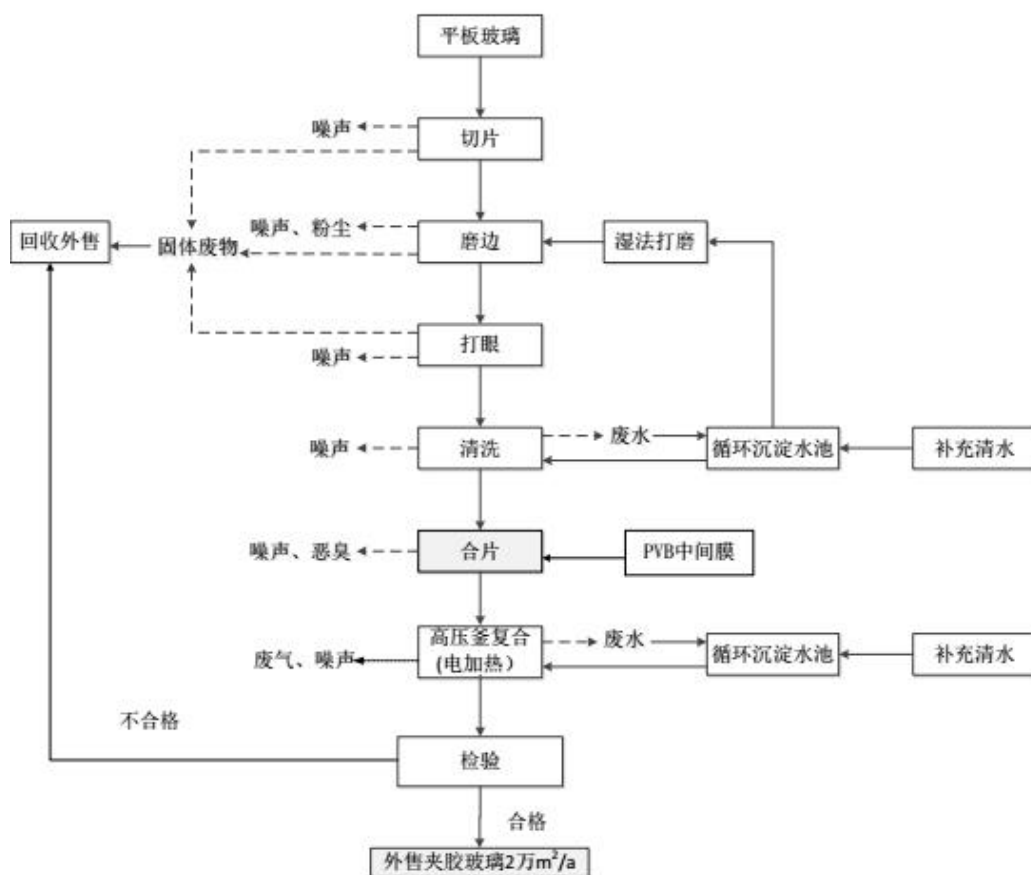 平板玻璃
噪声
切片
回收外售
固体废物
噪声、粉尘
磨边
湿法打磨
打眼
噪声
噪声
清洗
废水
循环沉淀水池
补充清水
噪声、恶臭
合片
PVB中间膜
废气、噪声
高压釜复合
(电加热）
废水
循环沉淀水池
补充清水
不合格
检验
合格
外售夹胶玻璃2万m²/a